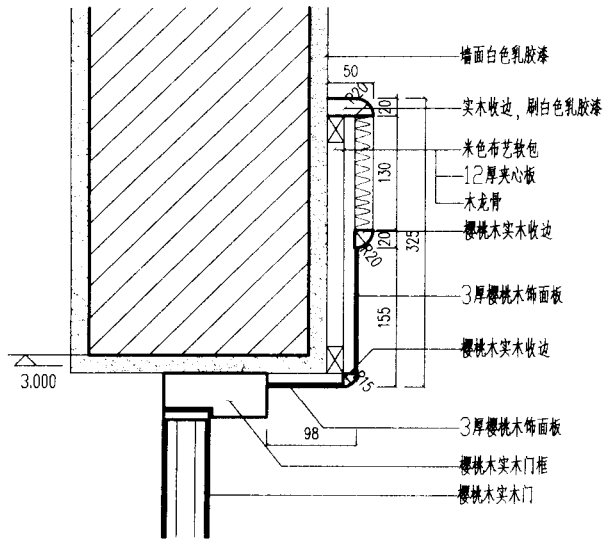 墙面白色乳胶漆
50
R20
20
实木收边，刷白色乳胶漆
米色布艺软包
130
12厚夹心板
木龙骨
20
325
樱桃木实木收边
R20
155
3厚樱桃木饰面板
樱桃木实木收边
3.000
R15
3厚樱桃木饰面板
98
樱桃木实木门框
樱桃木实木门